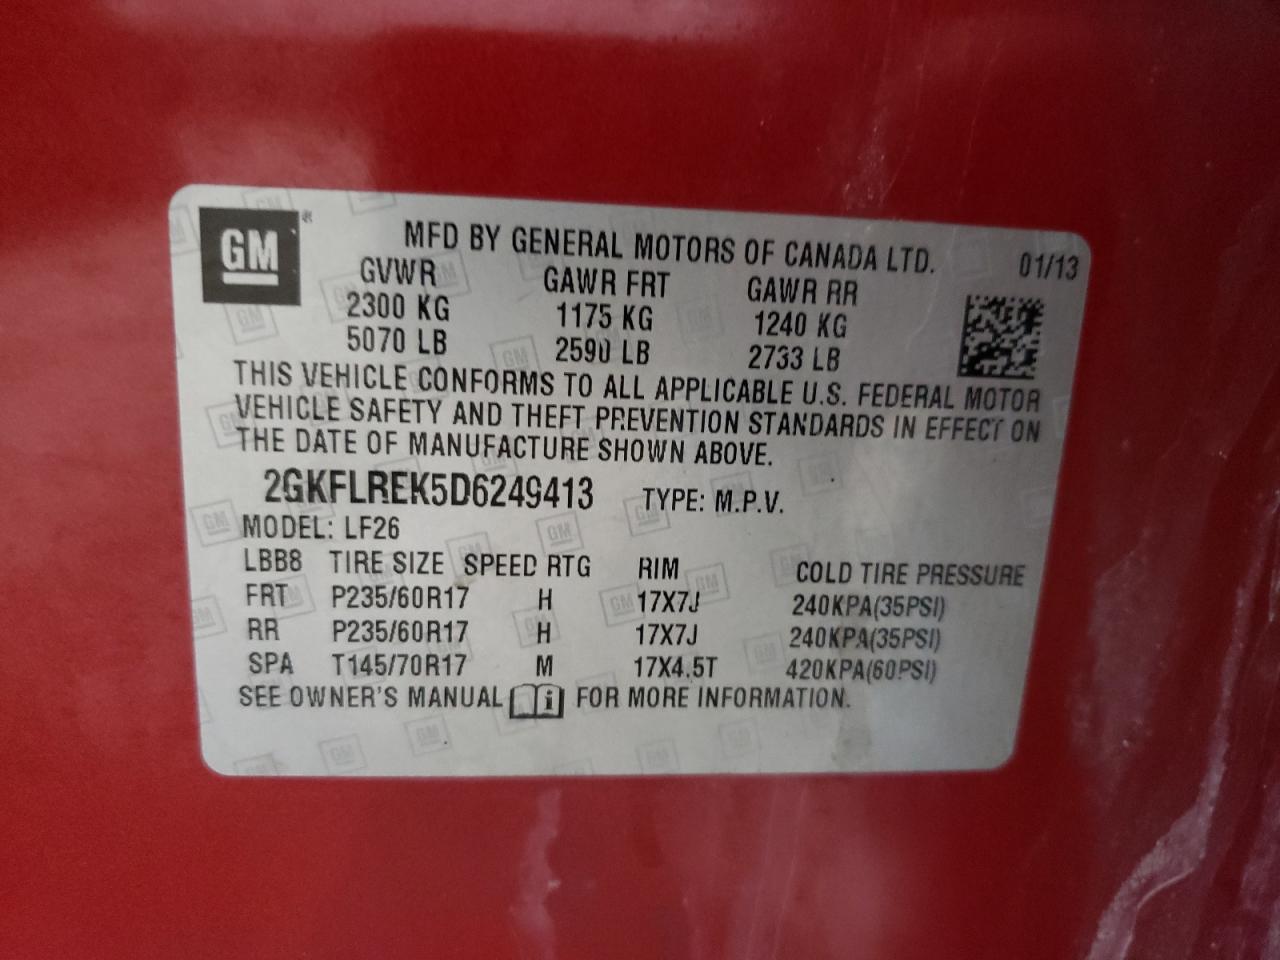 GM
MFD BY GENERAL MOTORS OF CANADA LTD. 01/13
GVWR GAWR FRT GAWR RR
2300 KG 1175 KG 1240 KG
5070 LB 2590 LB 2733 LB
THIS VEHICLE CONFORMS TO ALL APPLICABLE U.S. FEDERAL MOTOR
VEHICLE SAFETY AND THEFT PREVENTION STANDARDS IN EFFECT ON
THE DATE OF MANUFACTURE SHOWN ABOVE.
2GKFLREK5D6249413 TYPE: M.P.V.
MODEL: LF26
LBB8 TIRE SIZE SPEED RTG RIM COLD TIRE PRESSURE
FRT P235/60R17 H 17X7J 240KPA(35PSI)
RR P235/60R17 H 17X7J 240KPA(35PSI)
SPA T145/70R17 M 17X4.5T 420KPA(60PSI)
SEE OWNER'S MANUAL FOR MORE INFORMATION.